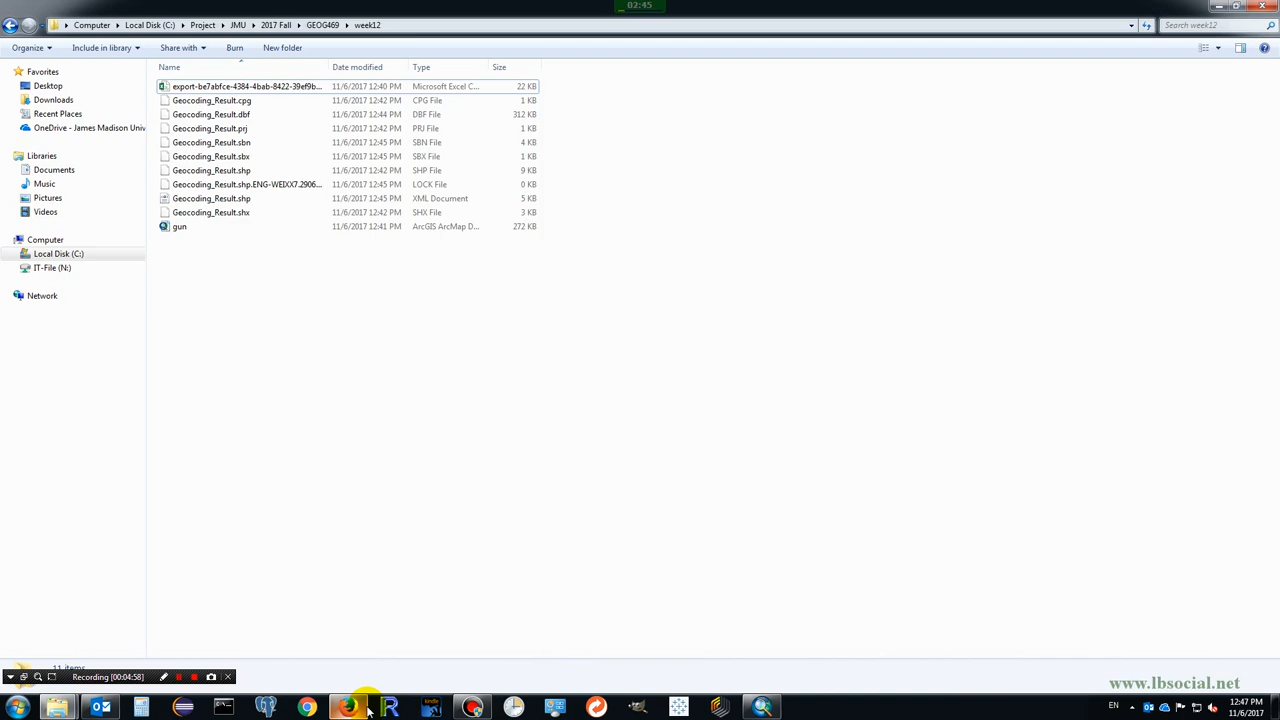 02:45
Computer Local Disk (C:) Project JMU 2017 Fall GEOG469 week12 Search week12
Organize Include in library Share with Burn New folder
Favorites
Desktop
Downloads
Recent Places
OneDrive - James Madison Univ
Libraries
Documents
Music
Pictures
Videos
Computer
Local Disk (C:)
IT-File (N:)
Network
Name Date modified Type Size
export-be7abfce-4384-4bab-8422-39ef9b... 11/6/2017 12:40 PM Microsoft Excel C... 22 KB
Geocoding_Result.cpg 11/6/2017 12:42 PM CPG File 1 KB
Geocoding_Result.dbf 11/6/2017 12:44 PM DBF File 312 KB
Geocoding_Result.prj 11/6/2017 12:42 PM PRJ File 1 KB
Geocoding_Result.sbn 11/6/2017 12:45 PM SBN File 4 KB
Geocoding_Result.sbx 11/6/2017 12:45 PM SBX File 1 KB
Geocoding_Result.shp 11/6/2017 12:42 PM SHP File 9 KB
Geocoding_Result.shp.ENG-WEIXX7.2906... 11/6/2017 12:45 PM LOCK File 0 KB
Geocoding_Result.shp 11/6/2017 12:45 PM XML Document 5 KB
Geocoding_Result.shx 11/6/2017 12:42 PM SHX File 3 KB
gun 11/6/2017 12:41 PM ArcGIS ArcMap D... 272 KB
11 items
Recording [00:04:58]
www.lbsocial.net
EN 12:47 PM
11/6/2017